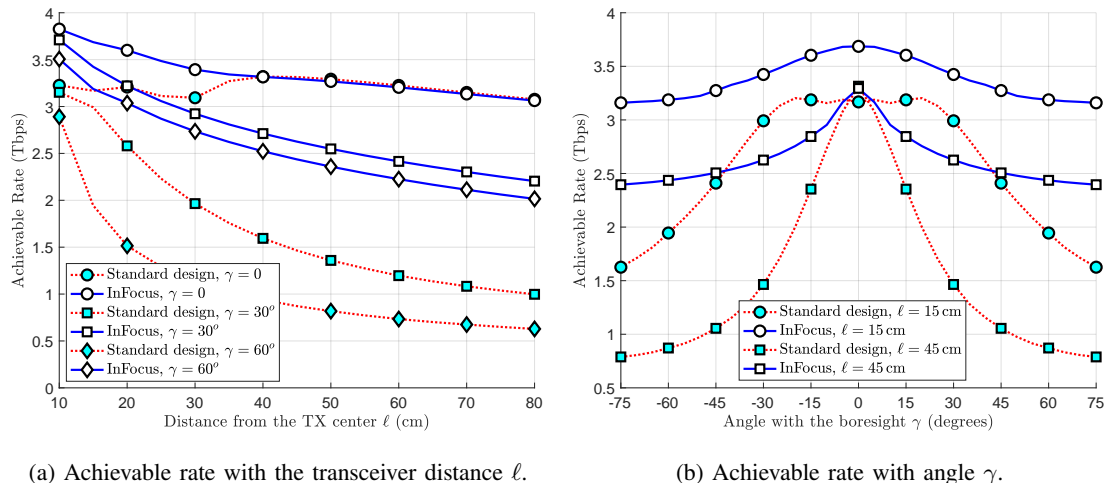 4
3.5
3
2.5
2
1.5
1
0.5
0
Achievable Rate (Tbps)
Standard design, γ = 0
InFocus, γ = 0
Standard design, γ = 30°
InFocus, γ = 30°
Standard design, γ = 60°
InFocus, γ = 60°
10 20 30 40 50 60 70 80
Distance from the TX center ℓ (cm)
(a) Achievable rate with the transceiver distance ℓ.
4
3.5
3
2.5
2
1.5
1
0.5
Achievable Rate (Tbps)
Standard design, ℓ = 15 cm
InFocus, ℓ = 15 cm
Standard design, ℓ = 45 cm
InFocus, ℓ = 45 cm
-75 -60 -45 -30 -15 0 15 30 45 60 75
Angle with the boresight γ (degrees)
(b) Achievable rate with angle γ.